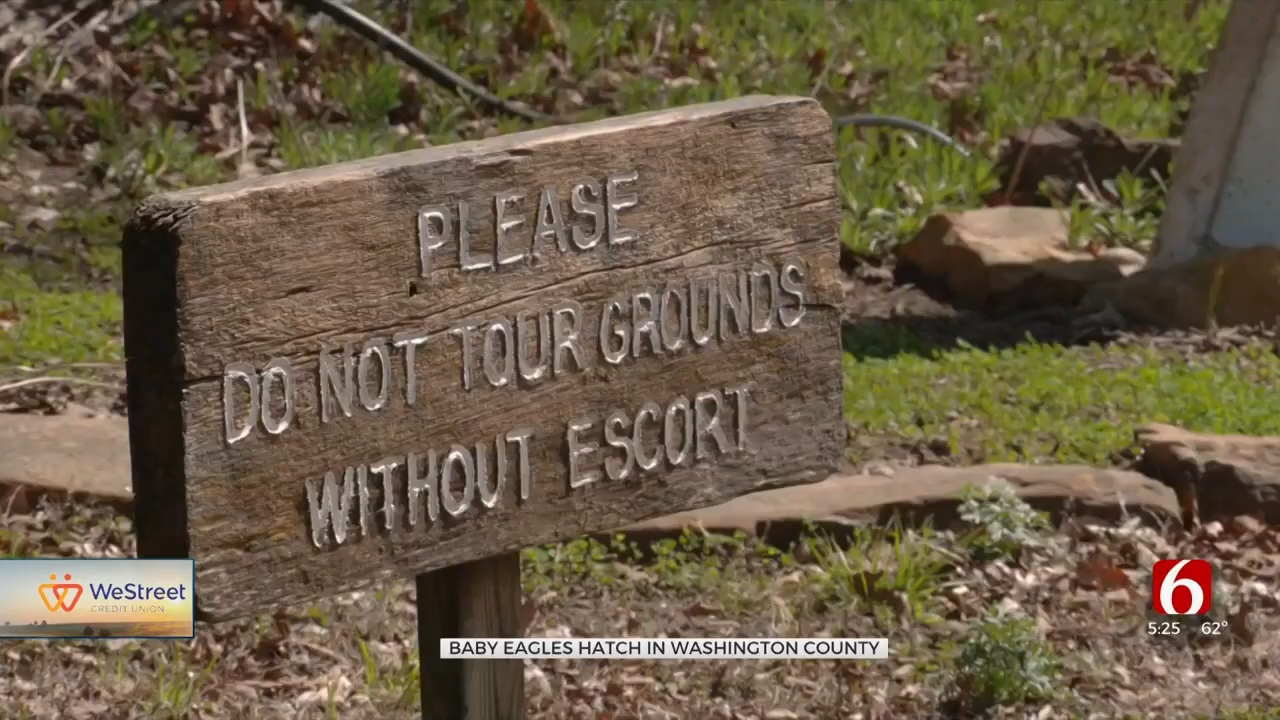 PLEASE
DO NOT TOUR GROUNDS
WITHOUT ESCORT
WeStreet
CREDIT UNION
6
5:25 62°
BABY EAGLES HATCH IN WASHINGTON COUNTY